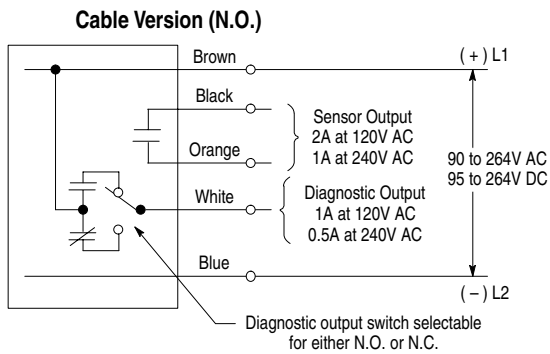 Cable Version (N.O.)
Brown
( + ) L1
Black
Sensor Output
2A at 120V AC
1A at 240V AC
Orange
90 to 264V AC
95 to 264V DC
White
Diagnostic Output
1A at 120V AC
0.5A at 240V AC
Blue
( – ) L2
Diagnostic output switch selectable
for either N.O. or N.C.